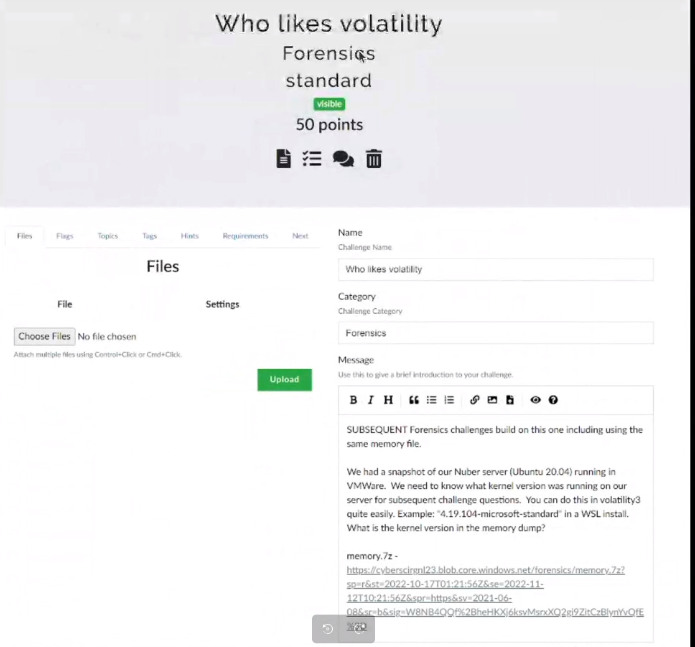 Who likes volatility
Forensics
standard
visible
50 points
Files Flags Topics Tags Hints Requirements Next
Files
File Settings
Choose Files No file chosen
Attach multiple files using Control+Click or Cmd+Click.
Upload
Name
Challenge Name
Who likes volatility
Category
Challenge Category
Forensics
Message
Use this to give a brief introduction to your challenge.
B I H
SUBSEQUENT Forensics challenges build on this one including using the
same memory file.
We had a snapshot of our Nuber server (Ubuntu 20.04) running in
VMWare. We need to know what kernel version was running on our
server for subsequent challenge questions. You can do this in volatility3
quite easily. Example: "4.19.104-microsoft-standard" in a WSL install.
What is the kernel version in the memory dump?
memory.7z -
https://cyberscirgnl23.blob.core.windows.net/forensics/memory.7z?
sp=r&st=2022-10-17T01:21:56Z&se=2022-11-
12T10:21:56Z&spr=https&sv=2021-06-